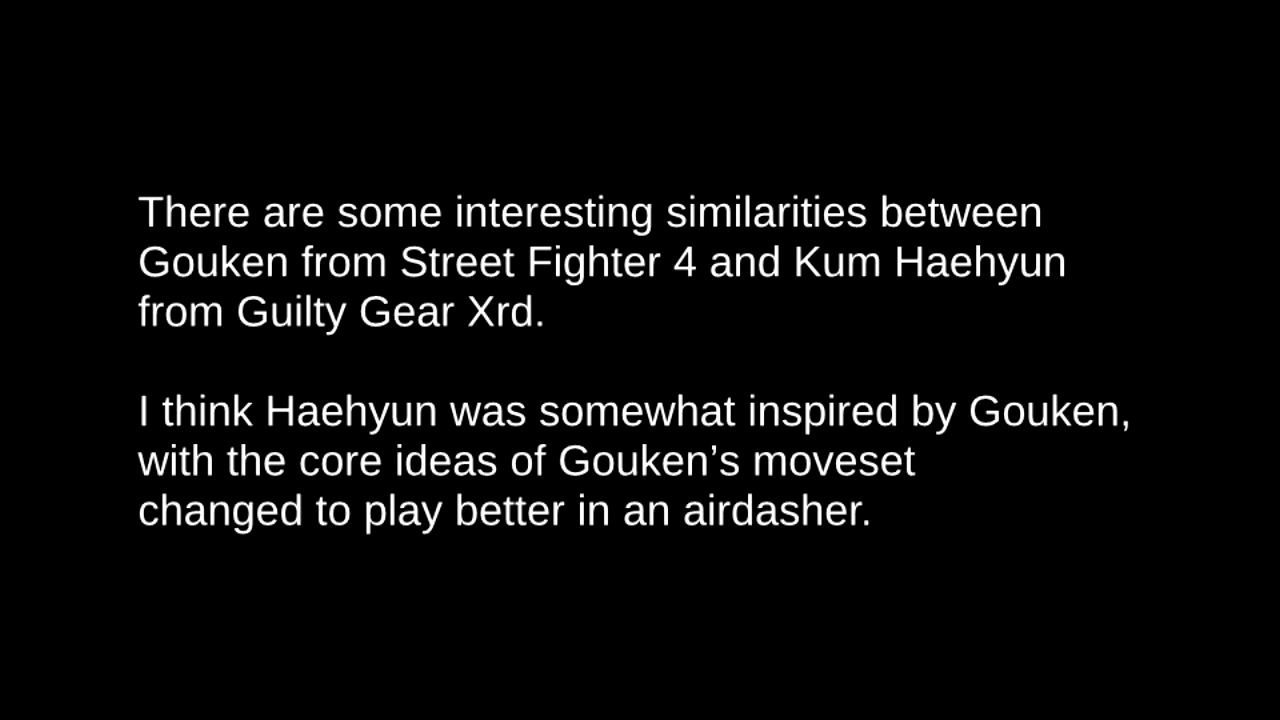 There are some interesting similarities between
Gouken from Street Fighter 4 and Kum Haehyun
from Guilty Gear Xrd.
I think Haehyun was somewhat inspired by Gouken,
with the core ideas of Gouken’s moveset
changed to play better in an airdasher.